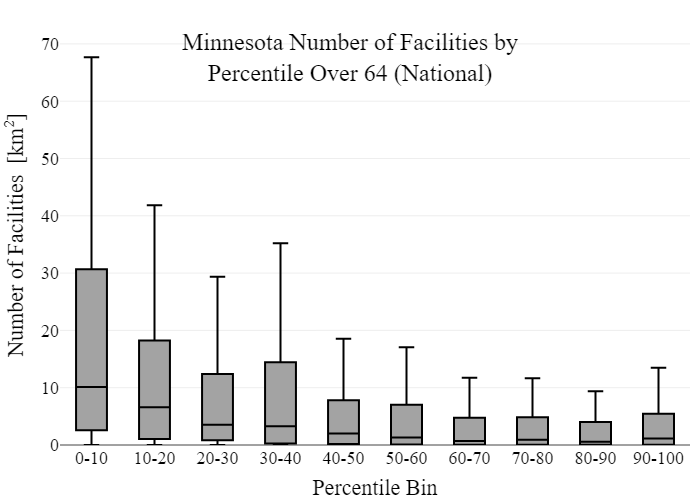 Minnesota Number of Facilities by
Percentile Over 64 (National)
Number of Facilities [km²]
70
60
50
40
30
20
10
0
0-10 10-20 20-30 30-40 40-50 50-60 60-70 70-80 80-90 90-100
Percentile Bin